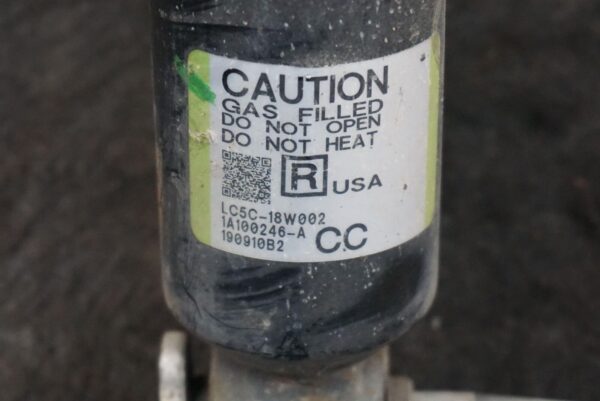 CAUTION
GAS FILLED
DO NOT OPEN
DO NOT HEAT
R USA
LC5C-18W002
1A100246-A
190910B2 CC